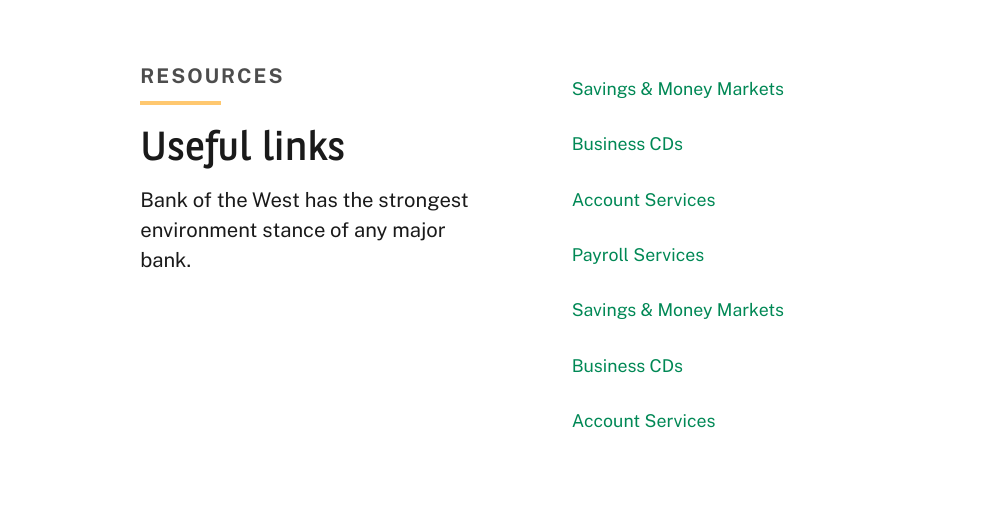 RESOURCES
Useful links
Bank of the West has the strongest
environment stance of any major
bank.
Savings & Money Markets
Business CDs
Account Services
Payroll Services
Savings & Money Markets
Business CDs
Account Services